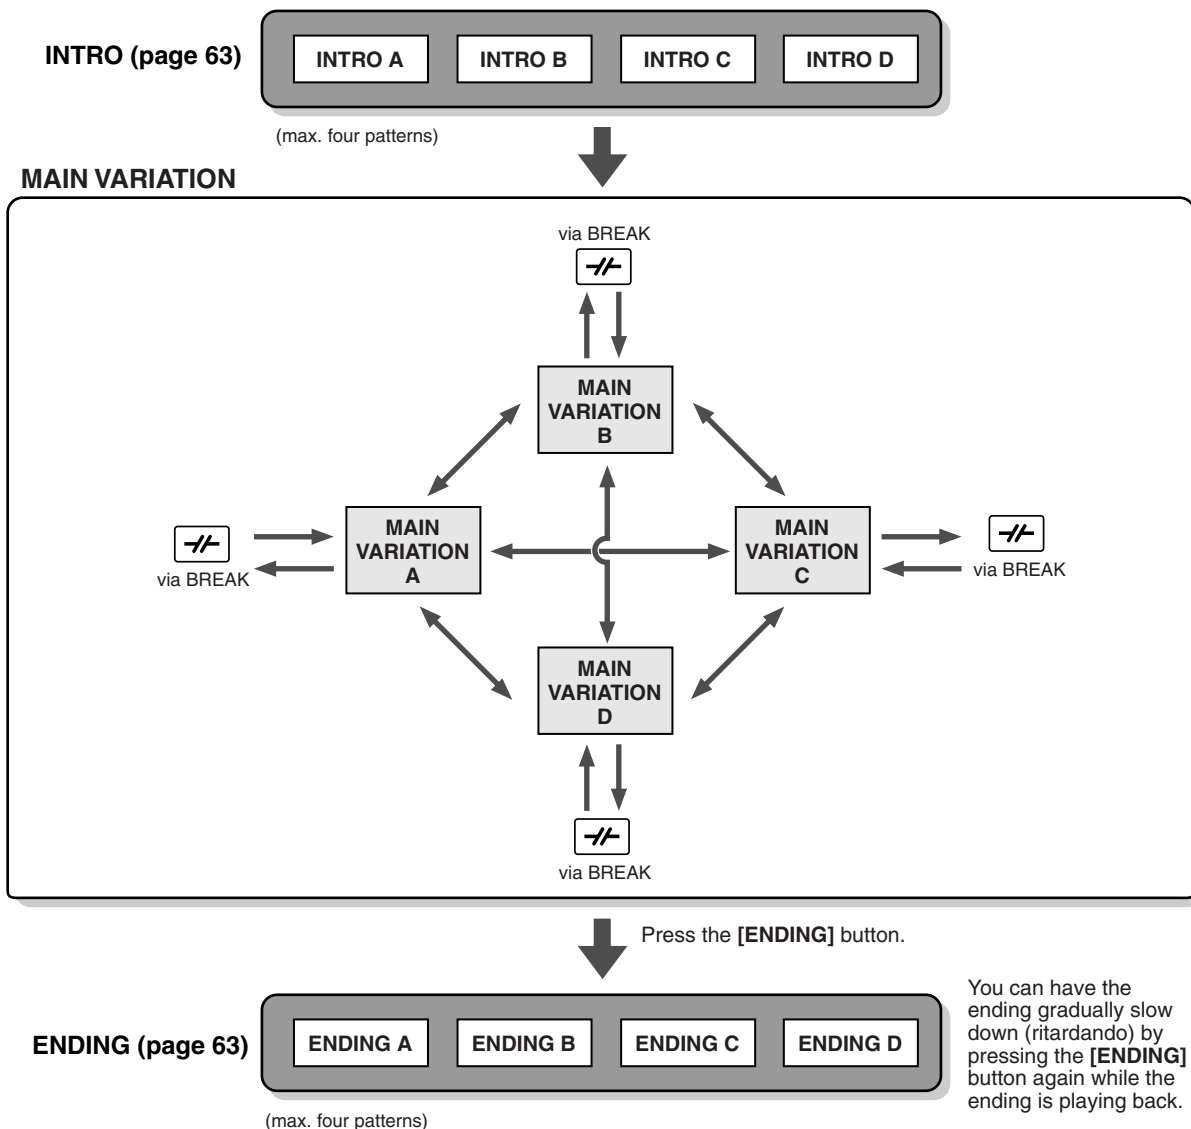 INTRO (page 63)
INTRO A
INTRO B
INTRO C
INTRO D
(max. four patterns)
MAIN VARIATION
via BREAK
MAIN
VARIATION
B
via BREAK
MAIN
VARIATION
A
MAIN
VARIATION
C
via BREAK
MAIN
VARIATION
D
via BREAK
Press the [ENDING] button.
ENDING (page 63)
ENDING A
ENDING B
ENDING C
ENDING D
(max. four patterns)
You can have the
ending gradually slow
down (ritardando) by
pressing the [ENDING]
button again while the
ending is playing back.